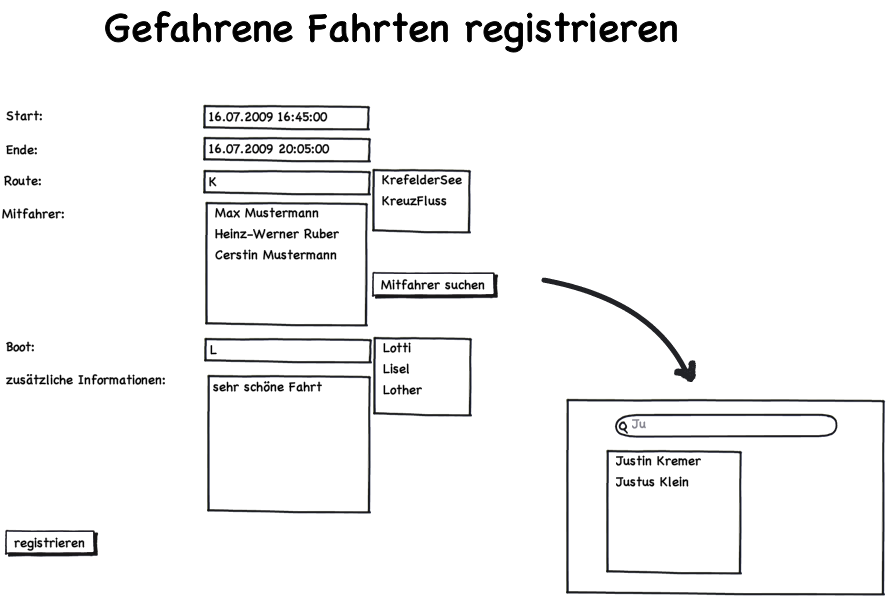 Gefahrene Fahrten registrieren
Start:
16.07.2009 16:45:00
Ende:
16.07.2009 20:05:00
Route:
K
KrefelderSee
KreuzFluss
Mitfahrer:
Max Mustermann
Heinz-Werner Ruber
Cerstin Mustermann
Mitfahrer suchen
Boot:
L
Lotti
Lisel
Lother
zusätzliche Informationen:
sehr schöne Fahrt
registrieren
Ju
Justin Kremer
Justus Klein